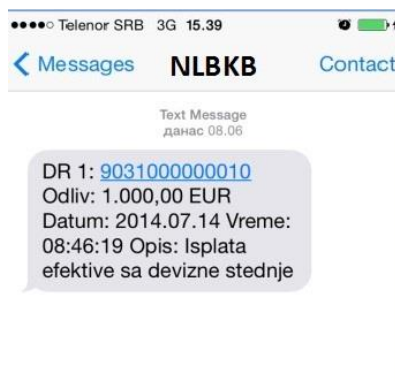 Telenor SRB 3G 15.39
Messages NLBKB Contact
Text Message
данас 08.06
DR 1: 9031000000010
Odliv: 1.000,00 EUR
Datum: 2014.07.14 Vreme:
08:46:19 Opis: Isplata
efektive sa devizne stednje